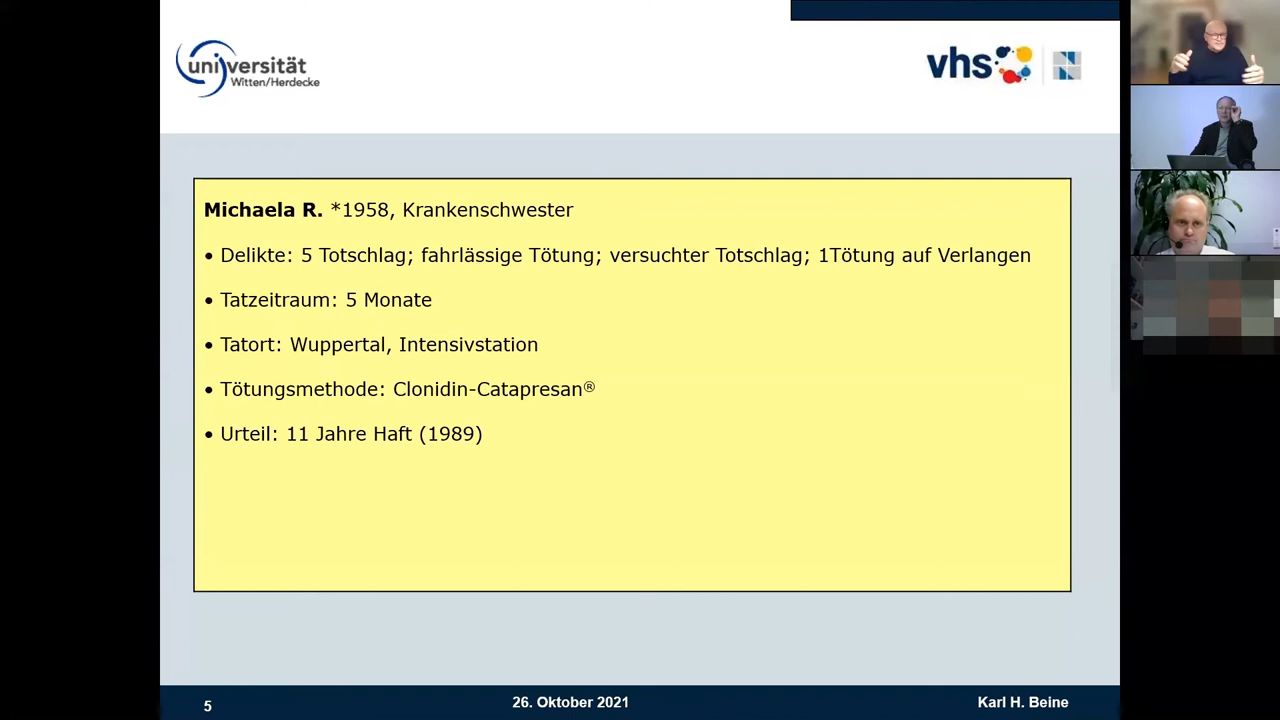 universität
Witten/Herdecke
vhs
Michaela R. *1958, Krankenschwester
• Delikte: 5 Totschlag; fahrlässige Tötung; versuchter Totschlag; 1Tötung auf Verlangen
• Tatzeitraum: 5 Monate
• Tatort: Wuppertal, Intensivstation
• Tötungsmethode: Clonidin-Catapresan®
• Urteil: 11 Jahre Haft (1989)
5
26. Oktober 2021
Karl H. Beine